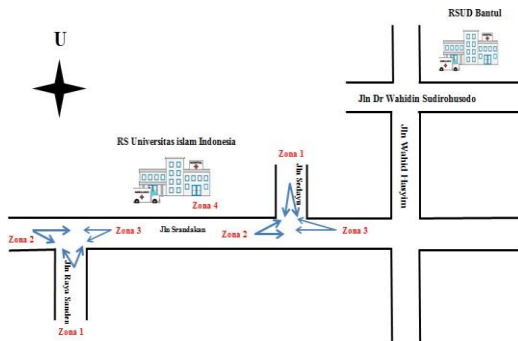 RSUD Bantul
U
Jln Dr Wahidin Sudirohusodo
RS Universitas islam Indonesia
Zona 1
Jln Wahid Hasyim
Jln Sedayu
Zona 4
Zona 2
Zona 3
Jln Srandakan
Zona 2
Zona 3
Jln Raya Samden
Zona 1